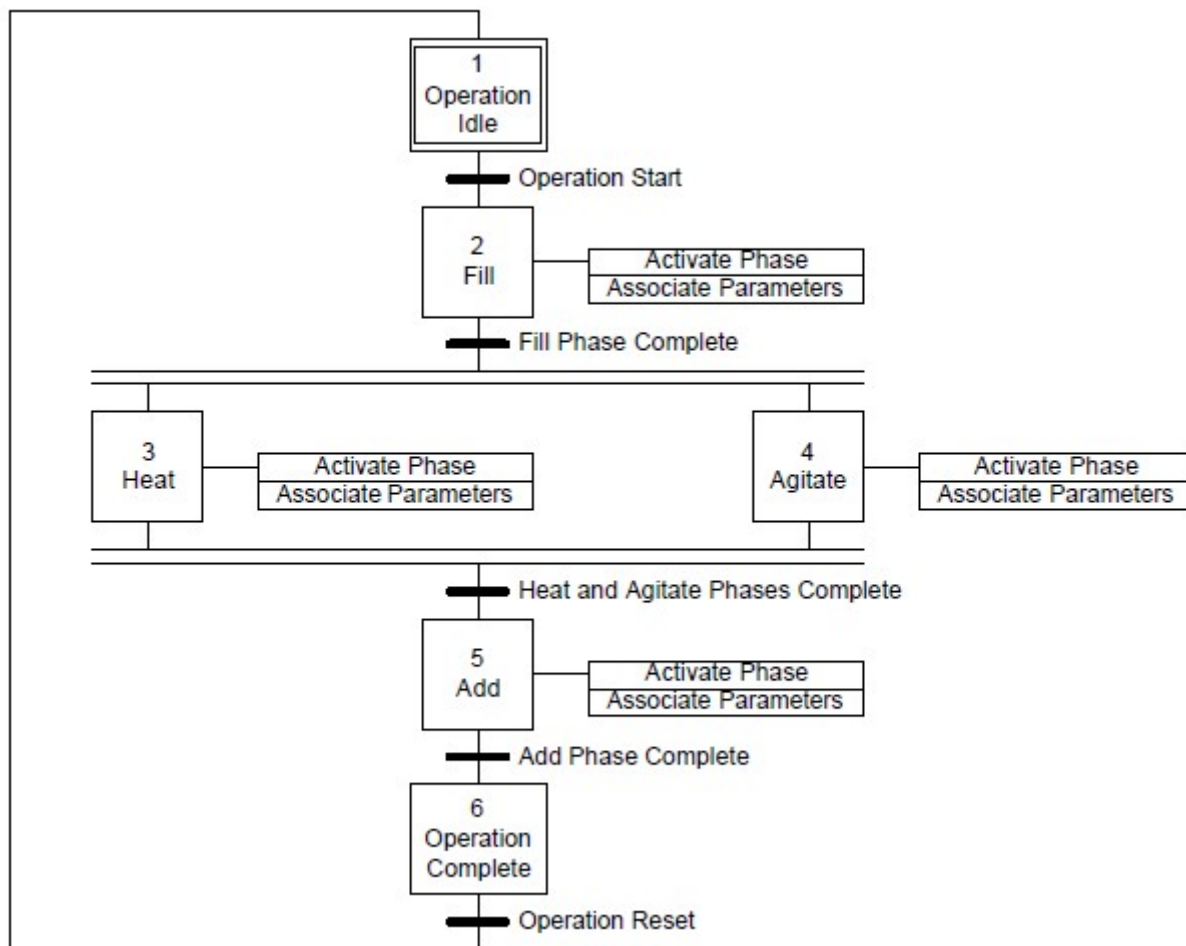 1
Operation
Idle
Operation Start
2
Fill
Activate Phase
Associate Parameters
Fill Phase Complete
3
Heat
Activate Phase
Associate Parameters
4
Agitate
Activate Phase
Associate Parameters
Heat and Agitate Phases Complete
5
Add
Activate Phase
Associate Parameters
Add Phase Complete
6
Operation
Complete
Operation Reset